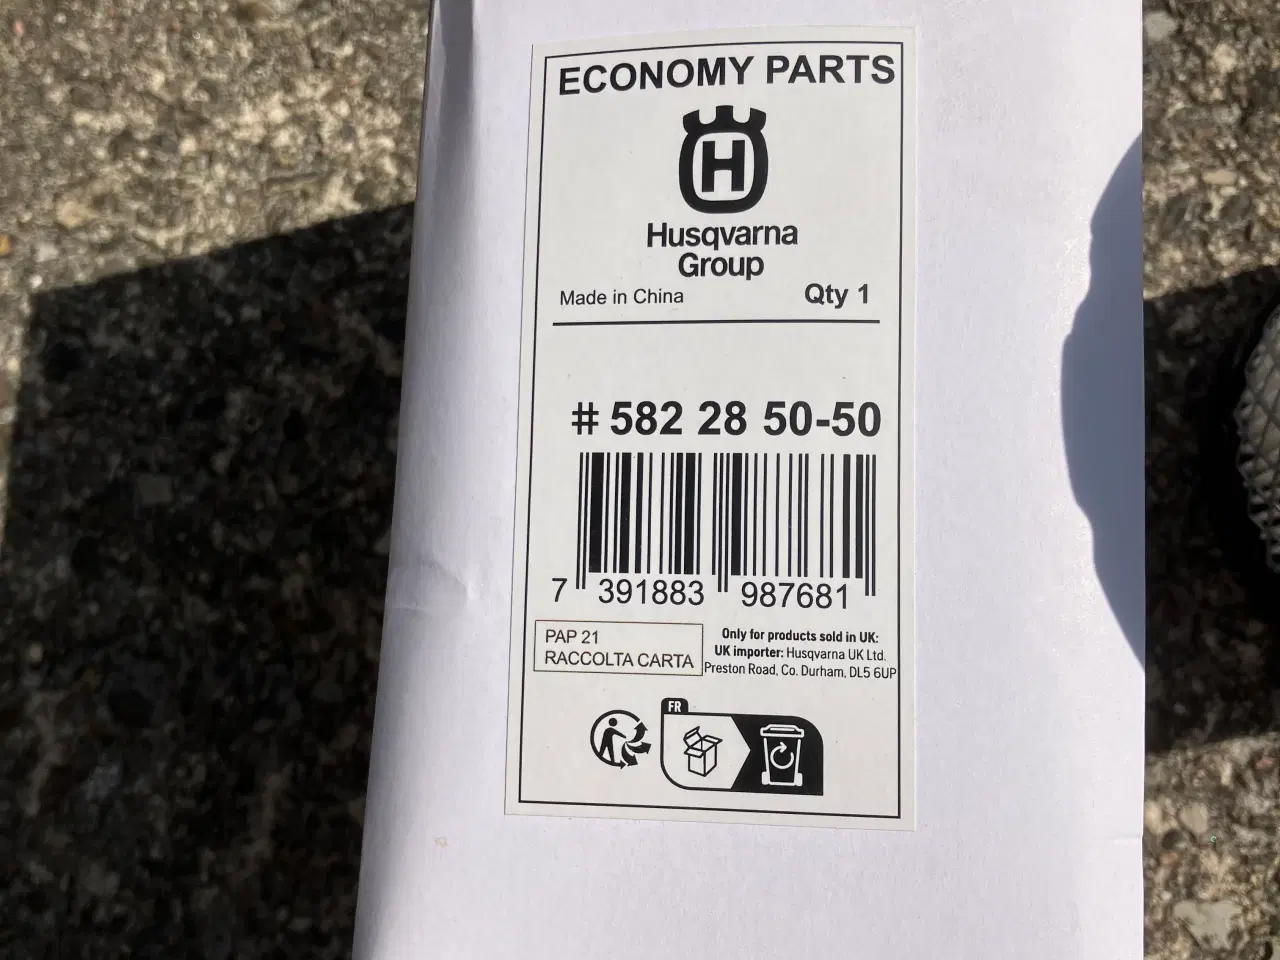 ECONOMY PARTS
H
Husqvarna
Group
Made in China Qty 1
# 582 28 50-50
7 391883 987681
PAP 21
RACCOLTA CARTA
Only for products sold in UK:
UK importer: Husqvarna UK Ltd.
Preston Road, Co. Durham, DL5 6UP
FR